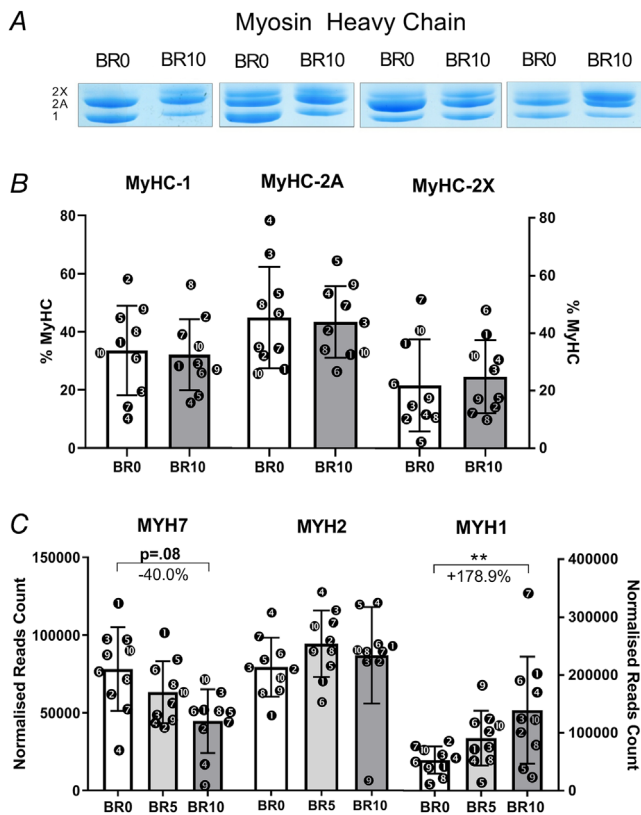 A Myosin Heavy Chain
BR0 BR10 BR0 BR10 BR0 BR10 BR0 BR10
2X
2A
1
B MyHC-1 MyHC-2A MyHC-2X
80 80
60 60
40 40
20 20
0 0
% MyHC
% MyHC
BR0 BR10 BR0 BR10 BR0 BR10
C MYH7 MYH2 MYH1
p=.08
-40.0%
**
+178.9%
150000 400000
100000 300000
50000 200000
0 100000
0
Normalised Reads Count
Normalised Reads Count
BR0 BR5 BR10 BR0 BR5 BR10 BR0 BR5 BR10